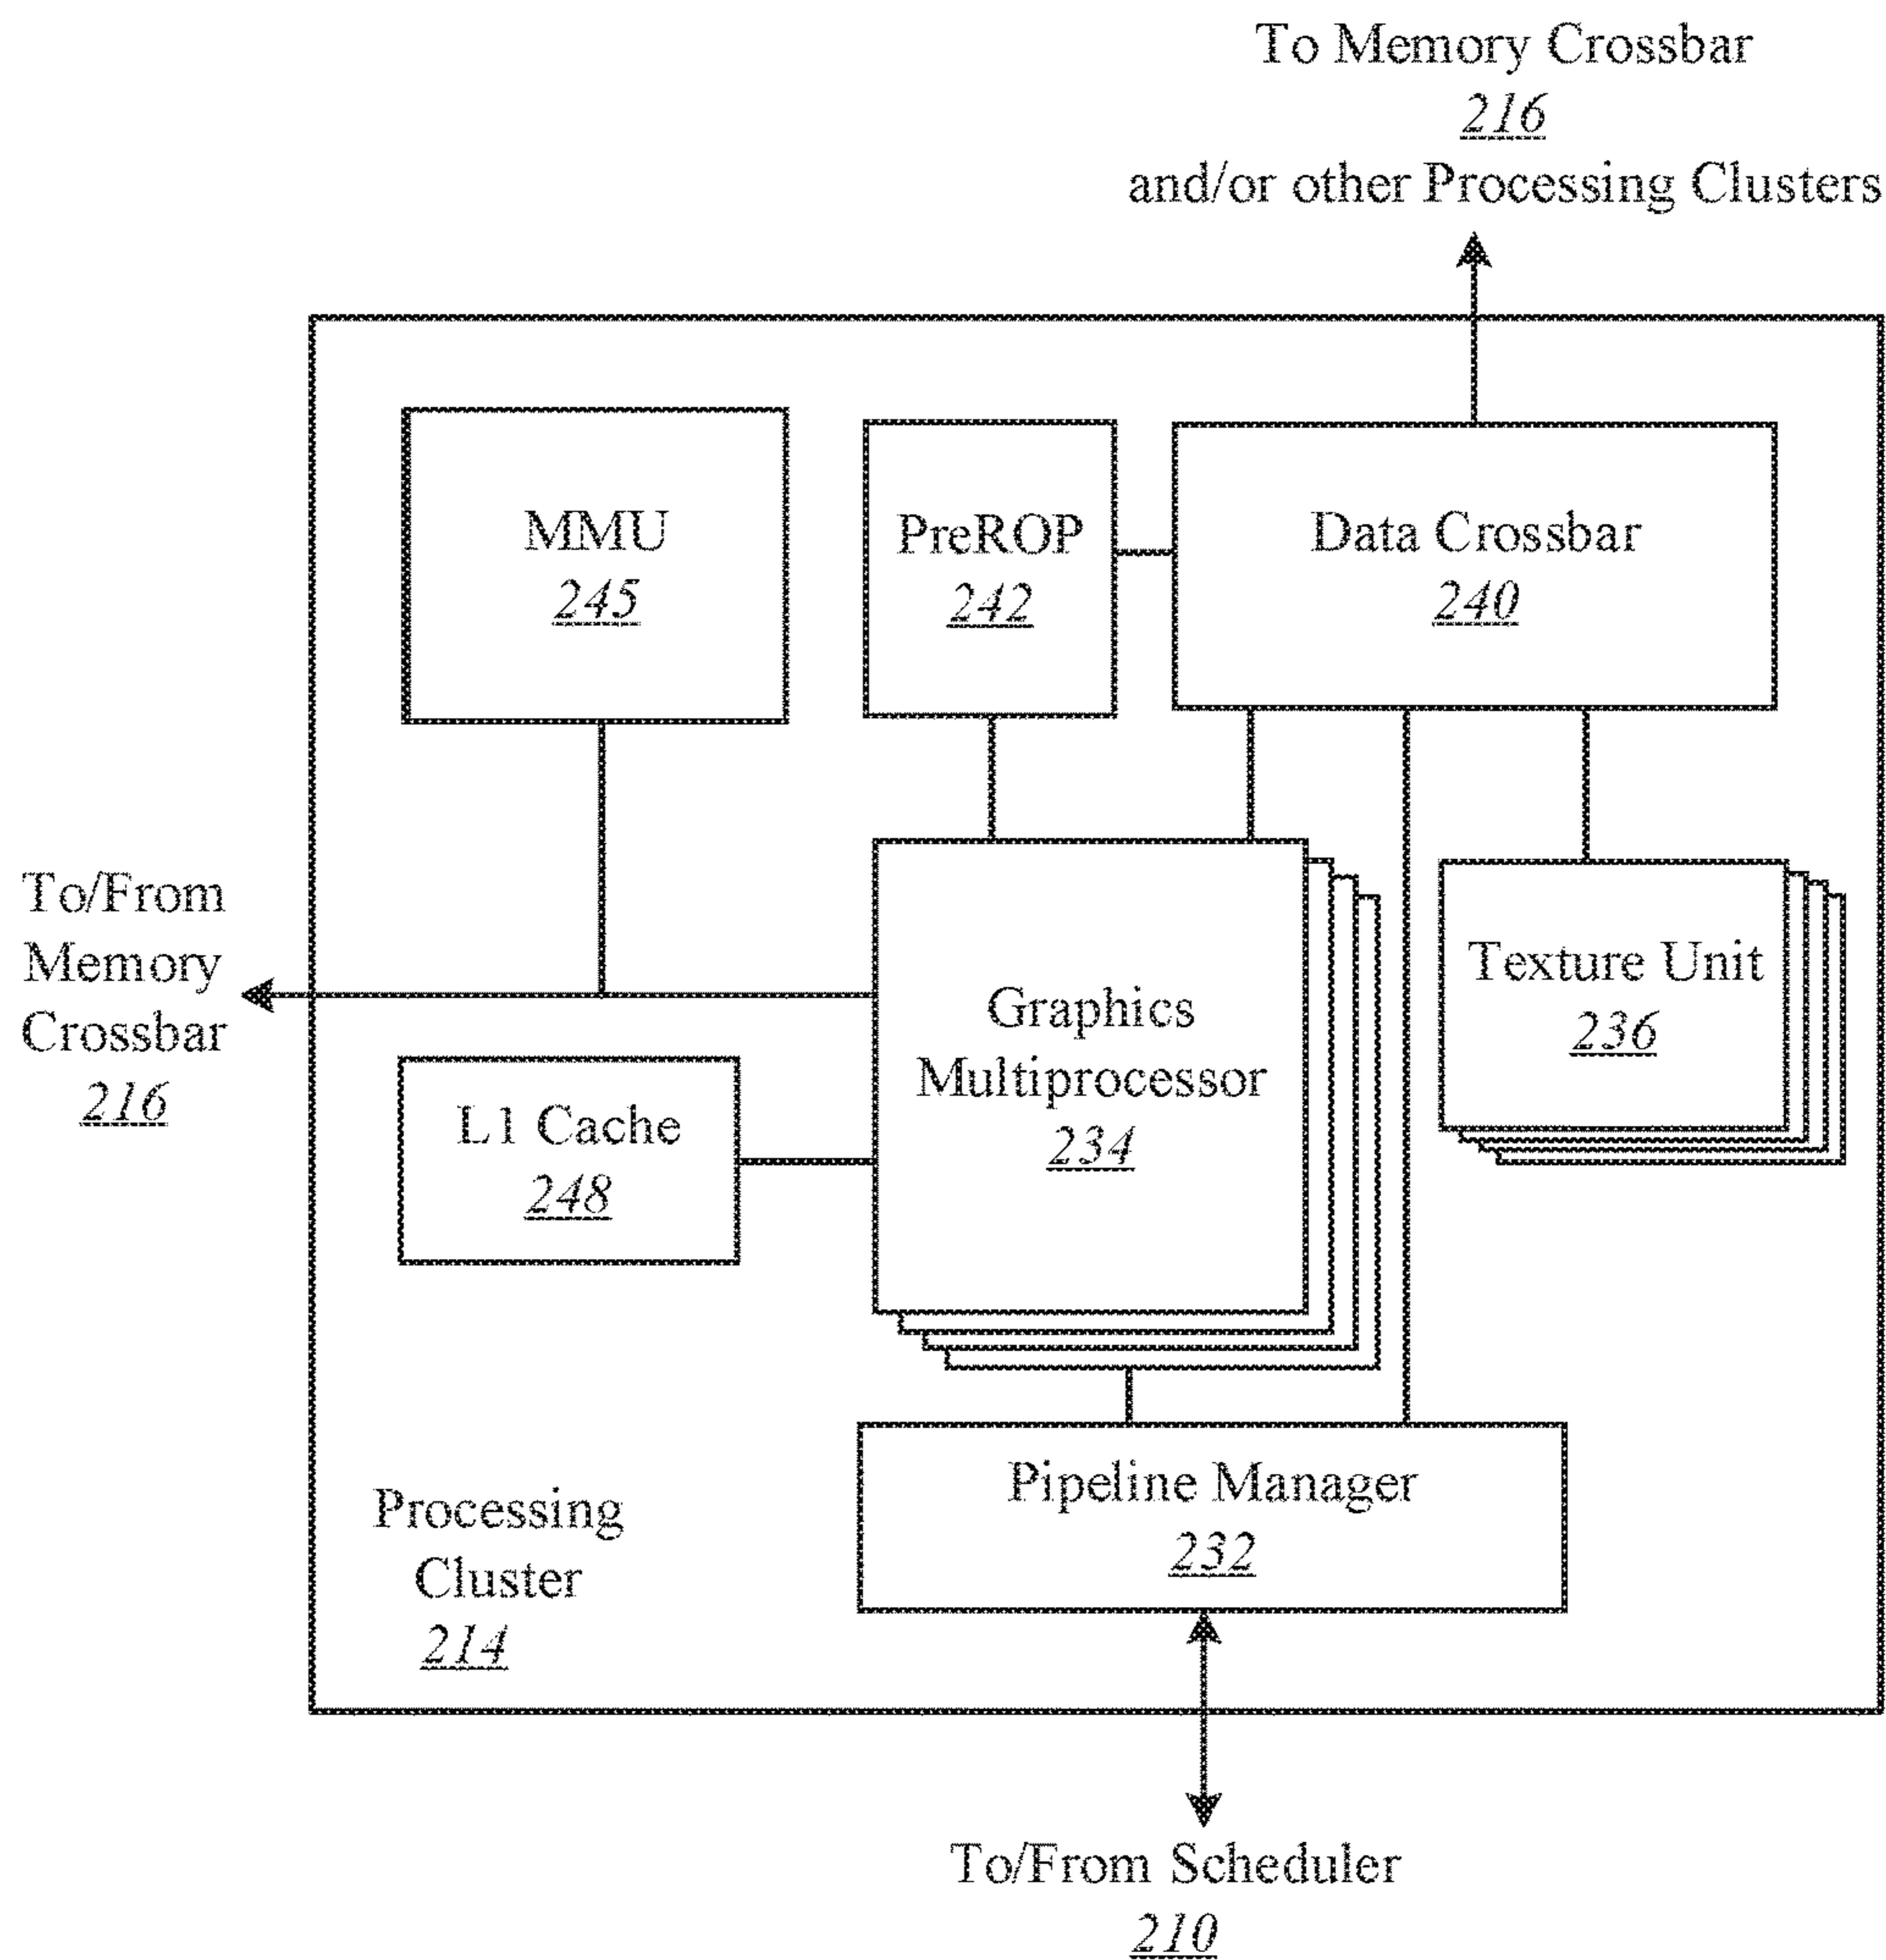 To Memory Crossbar
216
and/or other Processing Clusters
MMU
245
PreROP
242
Data Crossbar
240
To/From
Memory
Crossbar
216
L1 Cache
248
Graphics
Multiprocessor
234
Texture Unit
236
Pipeline Manager
232
Processing
Cluster
214
To/From Scheduler
210